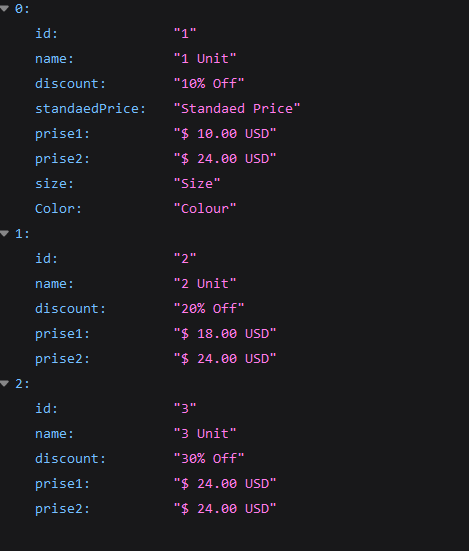 0:
id: "1"
name: "1 Unit"
discount: "10% Off"
standaedPrice: "Standaed Price"
prise1: "$ 10.00 USD"
prise2: "$ 24.00 USD"
size: "Size"
Color: "Colour"
1:
id: "2"
name: "2 Unit"
discount: "20% Off"
prise1: "$ 18.00 USD"
prise2: "$ 24.00 USD"
2:
id: "3"
name: "3 Unit"
discount: "30% Off"
prise1: "$ 24.00 USD"
prise2: "$ 24.00 USD"